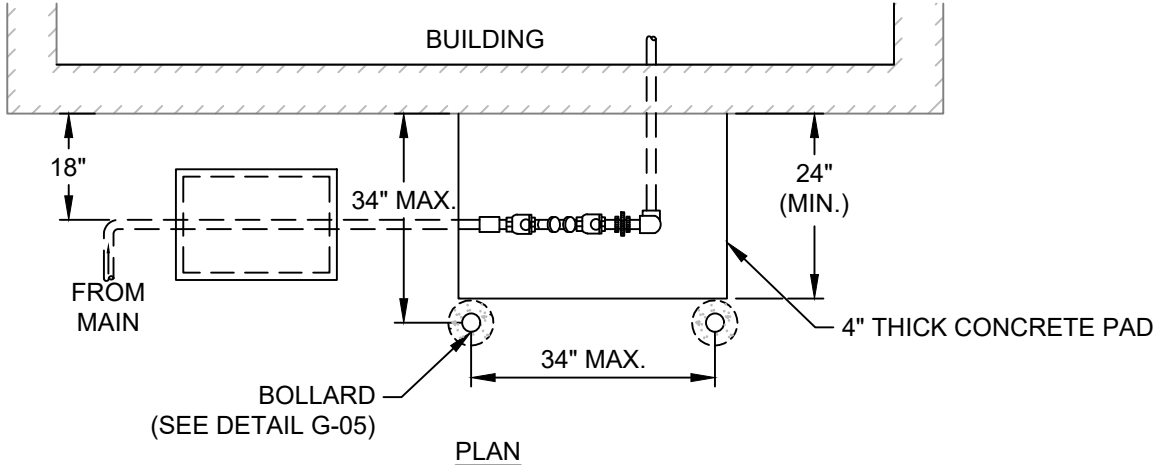 BUILDING
18"
34" MAX.
24"
(MIN.)
FROM
MAIN
4" THICK CONCRETE PAD
34" MAX.
BOLLARD
(SEE DETAIL G-05)
PLAN